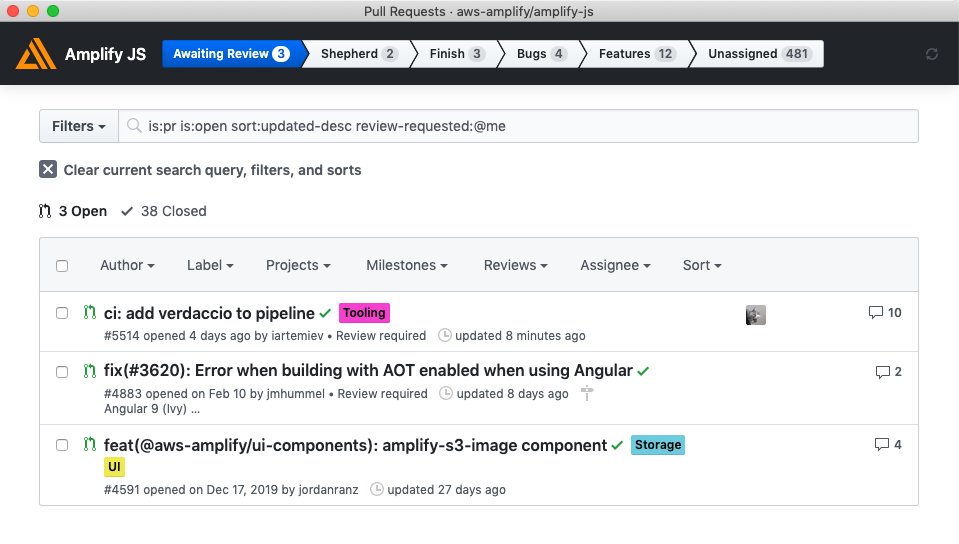 Pull Requests · aws-amplify/amplify-js
Amplify JS Awaiting Review 3 Shepherd 2 Finish 3 Bugs 4 Features 12 Unassigned 481
Filters is:pr is:open sort:updated-desc review-requested:@me
Clear current search query, filters, and sorts
3 Open 38 Closed
Author Label Projects Milestones Reviews Assignee Sort
ci: add verdaccio to pipeline Tooling 10
#5514 opened 4 days ago by iartemiev • Review required updated 8 minutes ago
fix(#3620): Error when building with AOT enabled when using Angular 2
#4883 opened on Feb 10 by jmhummel • Review required updated 8 days ago
Angular 9 (Ivy) ...
feat(@aws-amplify/ui-components): amplify-s3-image component Storage 4
UI
#4591 opened on Dec 17, 2019 by jordanranz updated 27 days ago